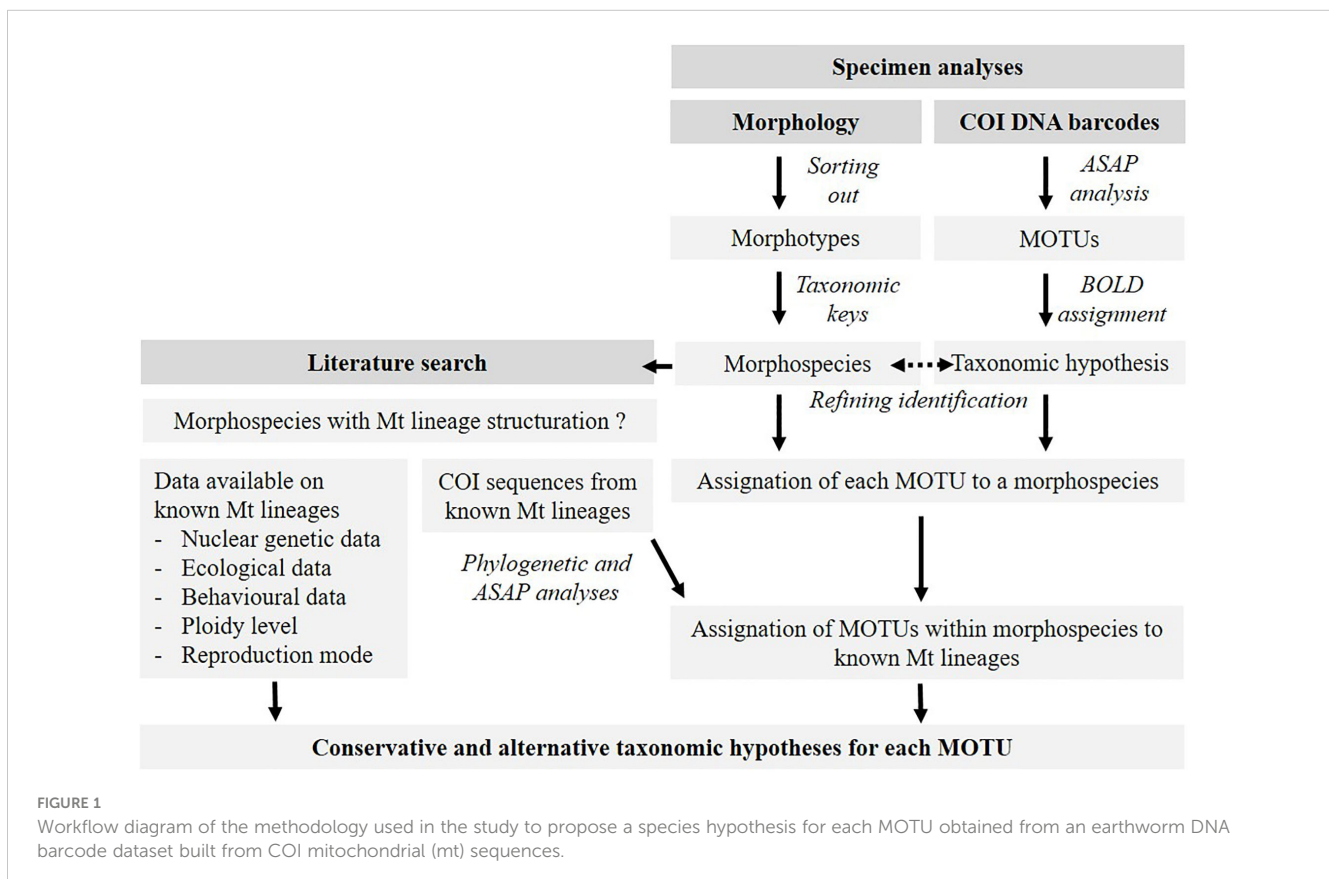 Specimen analyses
Morphology
COI DNA barcodes
Sorting
out
ASAP
analysis
Morphotypes
MOTUs
Taxonomic
keys
BOLD
assignment
Literature search
Morphospecies
Taxonomic hypothesis
Refining identification
Morphospecies with Mt lineage structuration ?
Data available on
known Mt lineages
- Nuclear genetic data
- Ecological data
- Behavioural data
- Ploidy level
- Reproduction mode
COI sequences from
known Mt lineages
Phylogenetic and
ASAP analyses
Assignation of each MOTU to a morphospecies
Assignation of MOTUs within morphospecies to
known Mt lineages
Conservative and alternative taxonomic hypotheses for each MOTU
FIGURE 1
Workflow diagram of the methodology used in the study to propose a species hypothesis for each MOTU obtained from an earthworm DNA
barcode dataset built from COI mitochondrial (mt) sequences.